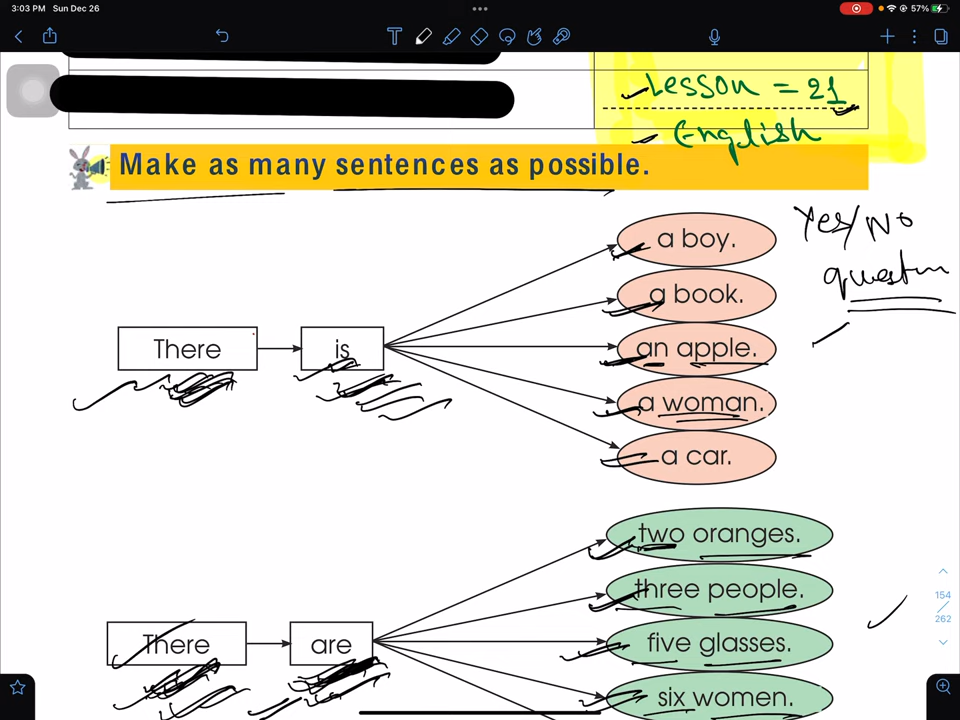 3:03 PM Sun Dec 26
57%
T
Lesson = 21
English
Make as many sentences as possible.
Yes/No
question
a boy.
a book.
There is an apple.
a woman.
a car.
two oranges.
three people.
There are five glasses.
six women.
154
262